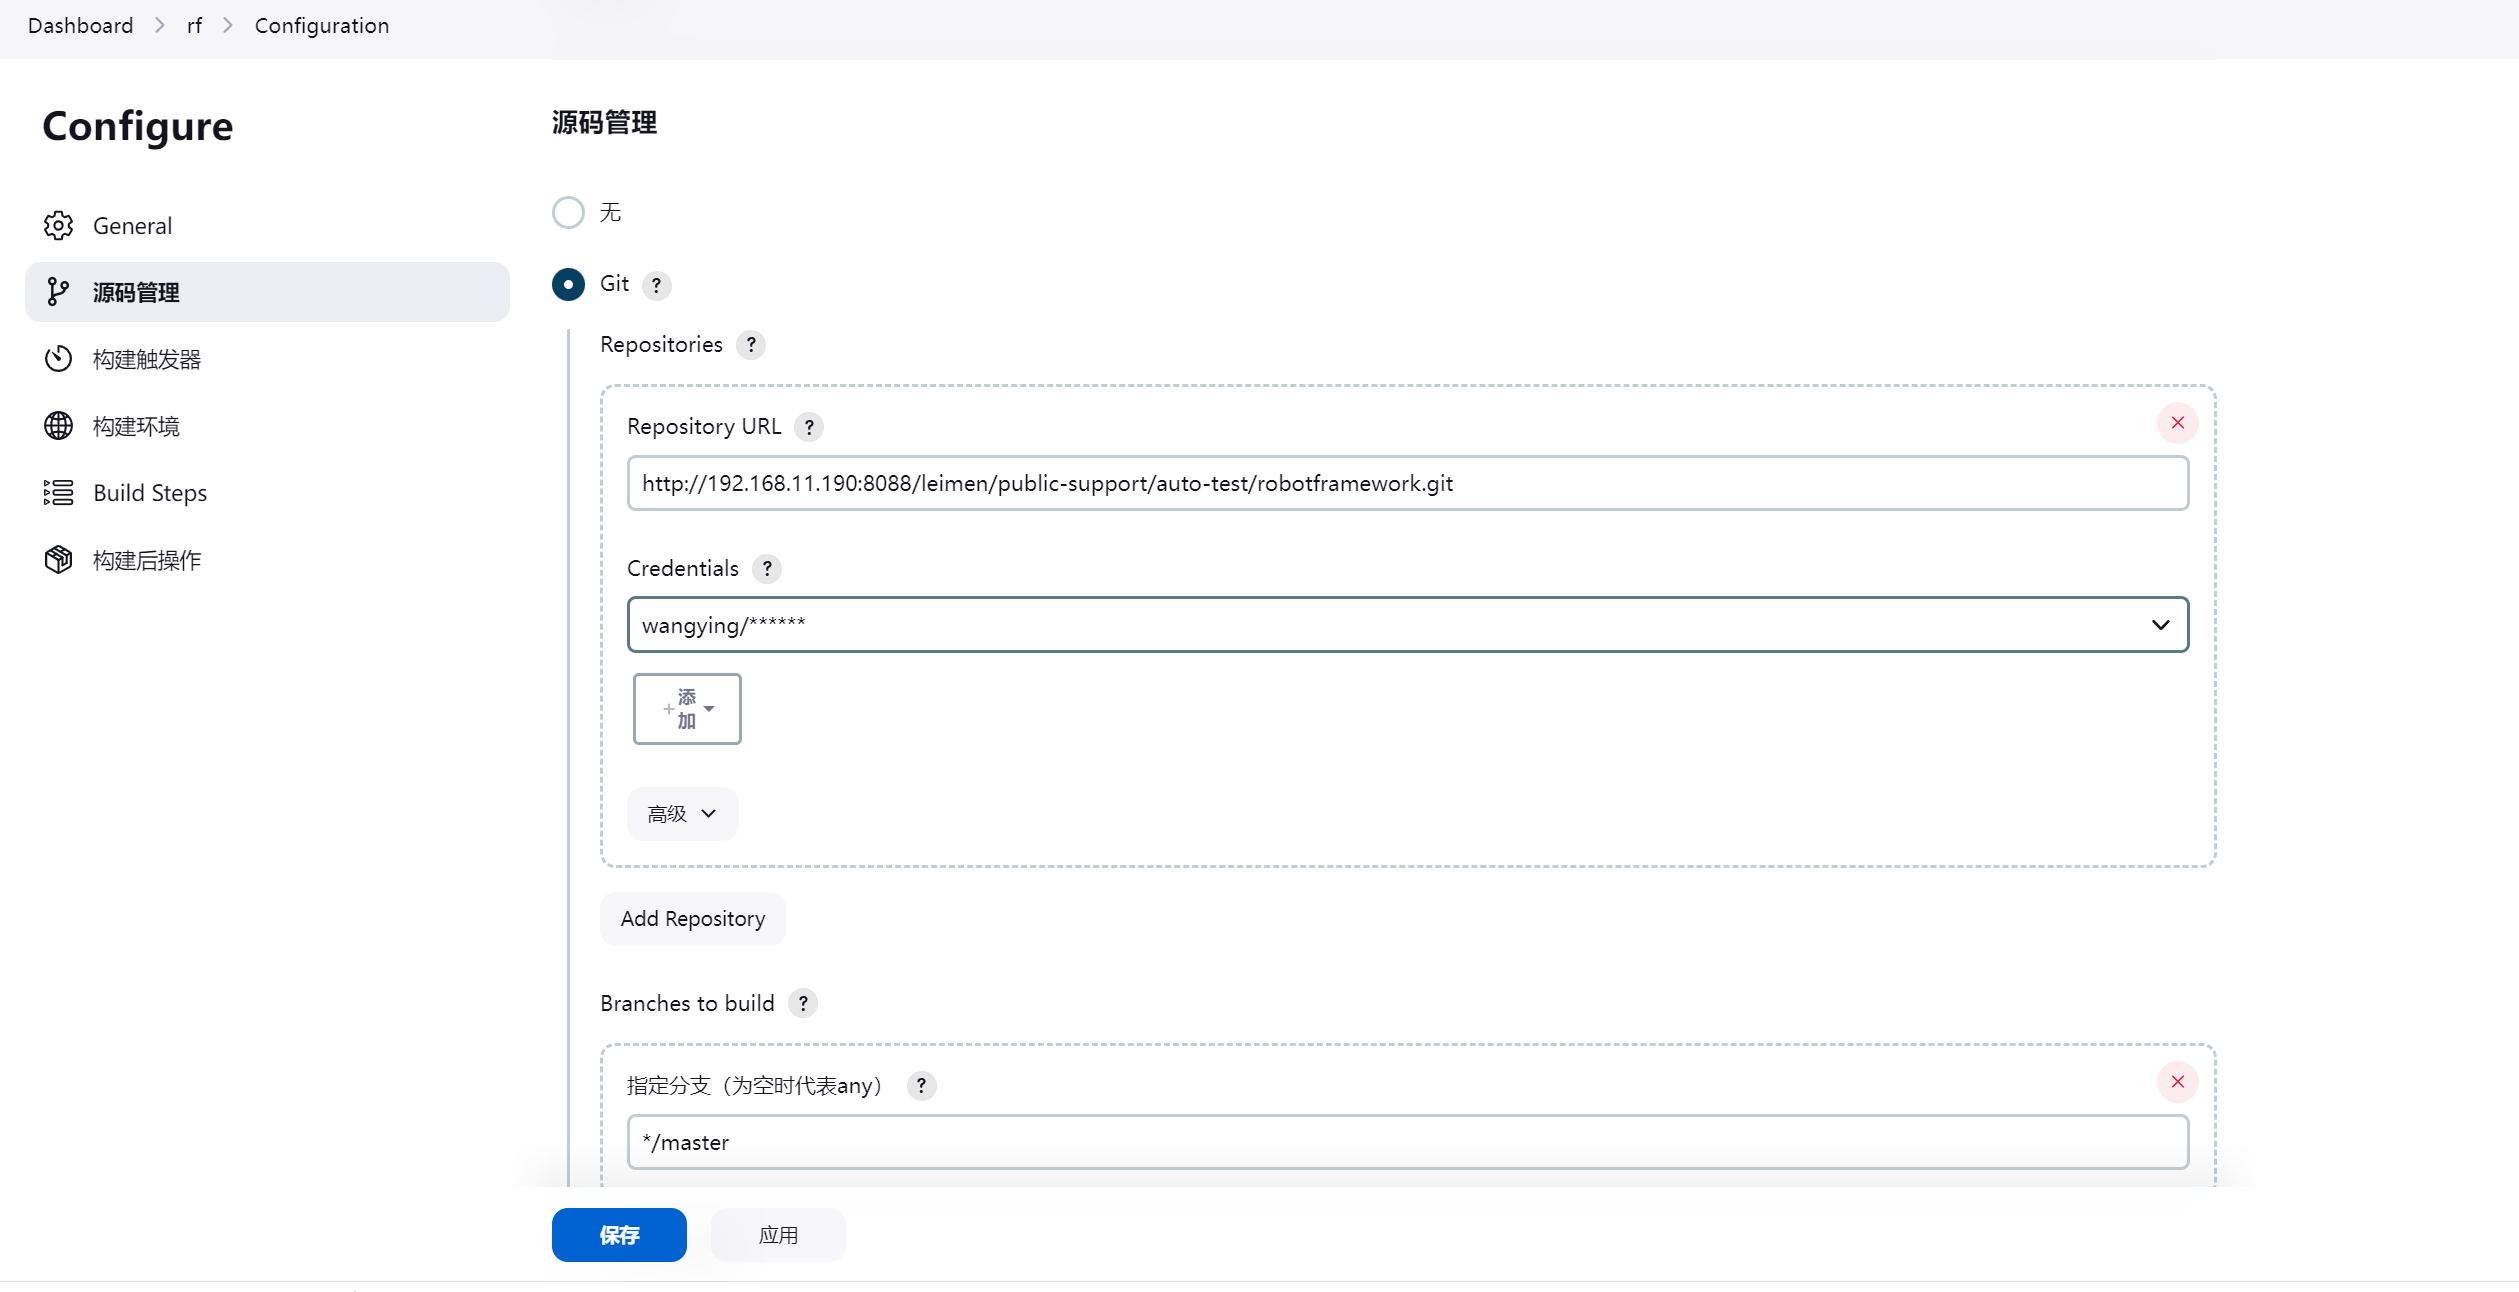 Dashboard > rf > Configuration
Configure
General
源码管理
构建触发器
构建环境
Build Steps
构建后操作
源码管理
无
Git ?
Repositories ?
Repository URL ?
http://192.168.11.190:8088/leimen/public-support/auto-test/robotframework.git
Credentials ?
wangying/******
+添
加
高级
Add Repository
Branches to build ?
指定分支（为空时代表any） ?
*/master
保存
应用